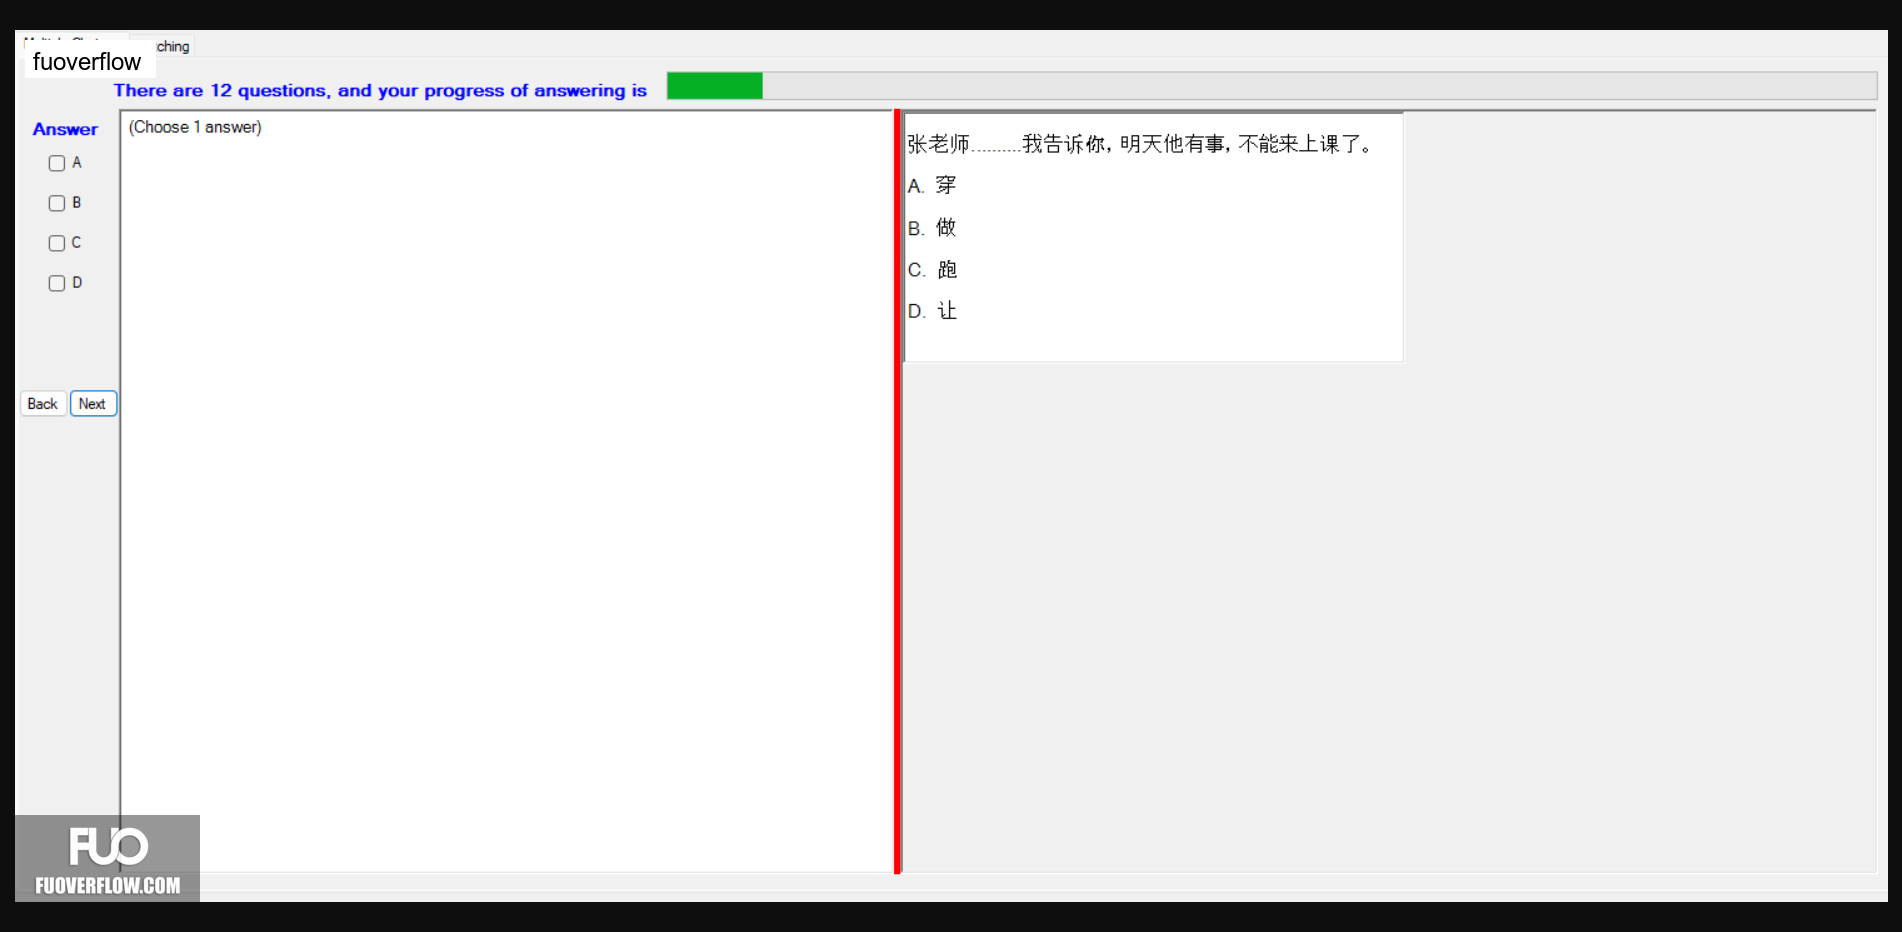 ching
fuoverflow
There are 12 questions, and your progress of answering is
Answer
(Choose 1 answer)
A
B
C
D
Back
Next
张老师.........我告诉你, 明天他有事, 不能来上课了。
A. 穿
B. 做
C. 跑
D. 让
FUO
FUOVERFLOW.COM